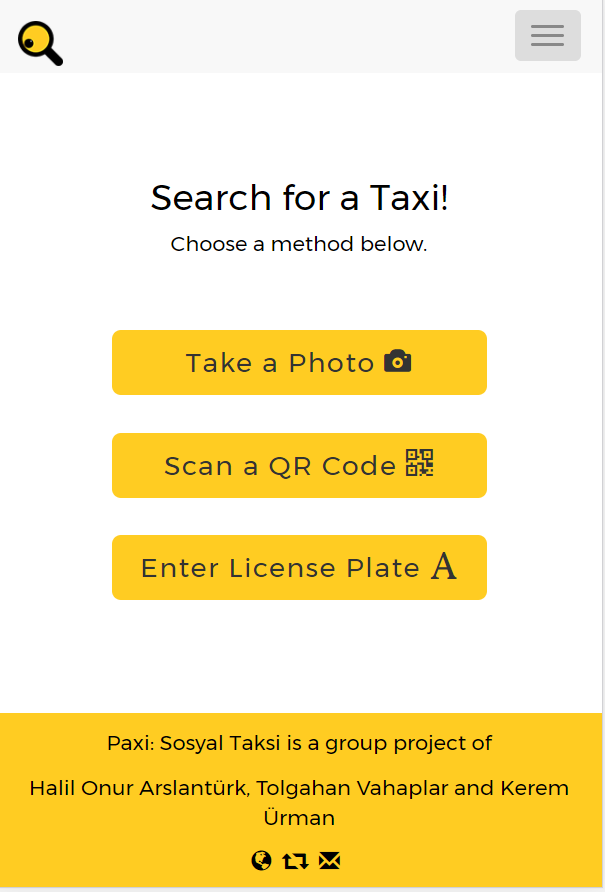 Search for a Taxi!
Choose a method below.
Take a Photo
Scan a QR Code
Enter License Plate A
Paxi: Sosyal Taksi is a group project of
Halil Onur Arslantürk, Tolgahan Vahaplar and Kerem
Ürman